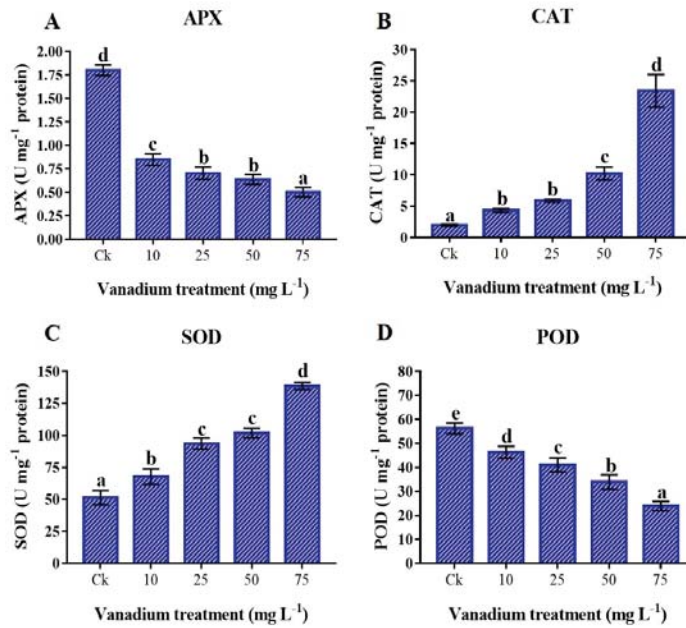 A
APX
APX (U mg⁻¹ protein)
2.00
1.75
1.50
1.25
1.00
0.75
0.50
0.25
0.00
d
c
b
b
a
Ck 10 25 50 75
Vanadium treatment (mg L⁻¹)
B
CAT
CAT (U mg⁻¹ protein)
30
25
20
15
10
5
0
a
b
b
c
d
Ck 10 25 50 75
Vanadium treatment (mg L⁻¹)
C
SOD
SOD (U mg⁻¹ protein)
150
125
100
75
50
25
0
a
b
c
c
d
Ck 10 25 50 75
Vanadium treatment (mg L⁻¹)
D
POD
POD (U mg⁻¹ protein)
80
70
60
50
40
30
20
10
0
e
d
c
b
a
Ck 10 25 50 75
Vanadium treatment (mg L⁻¹)